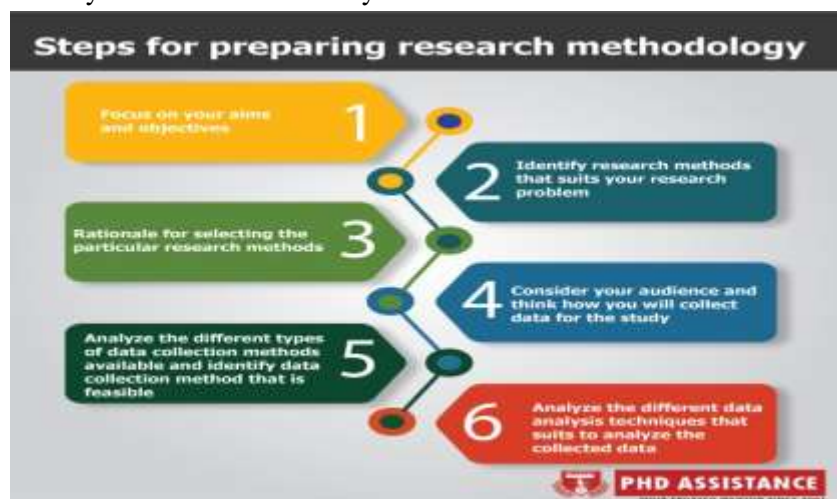 Steps for preparing research methodology
Focus on your aims
and objectives
1
2
Identify research methods
that suits your research
problem
Rationale for selecting the
particular research methods
3
4
Consider your audience and
think how you will collect
data for the study
Analyze the different types
of data collection methods
available and identify data
collection method that is
feasible
5
6
Analyze the different data
analysis techniques that
suits to analyze the
collected data
PHD ASSISTANCE